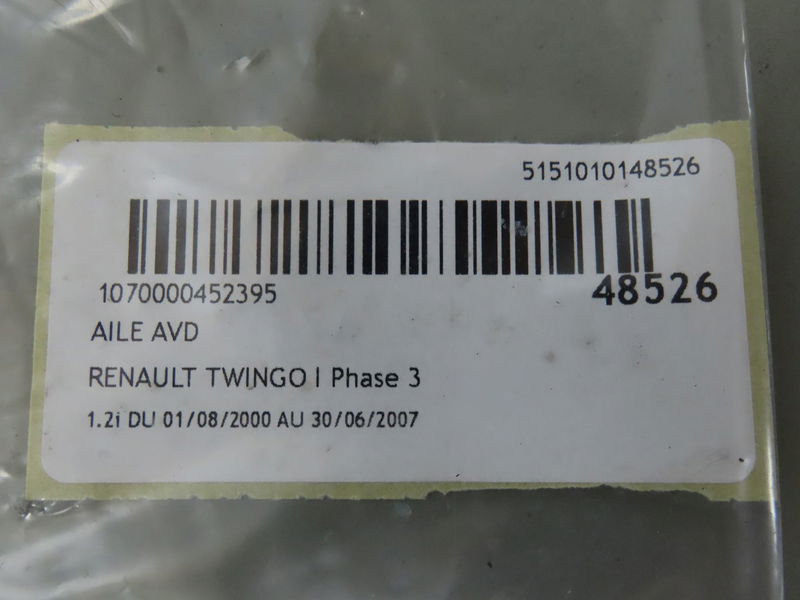 5151010148526
1070000452395
48526
AILE AVD
RENAULT TWINGO I Phase 3
1.2i DU 01/08/2000 AU 30/06/2007